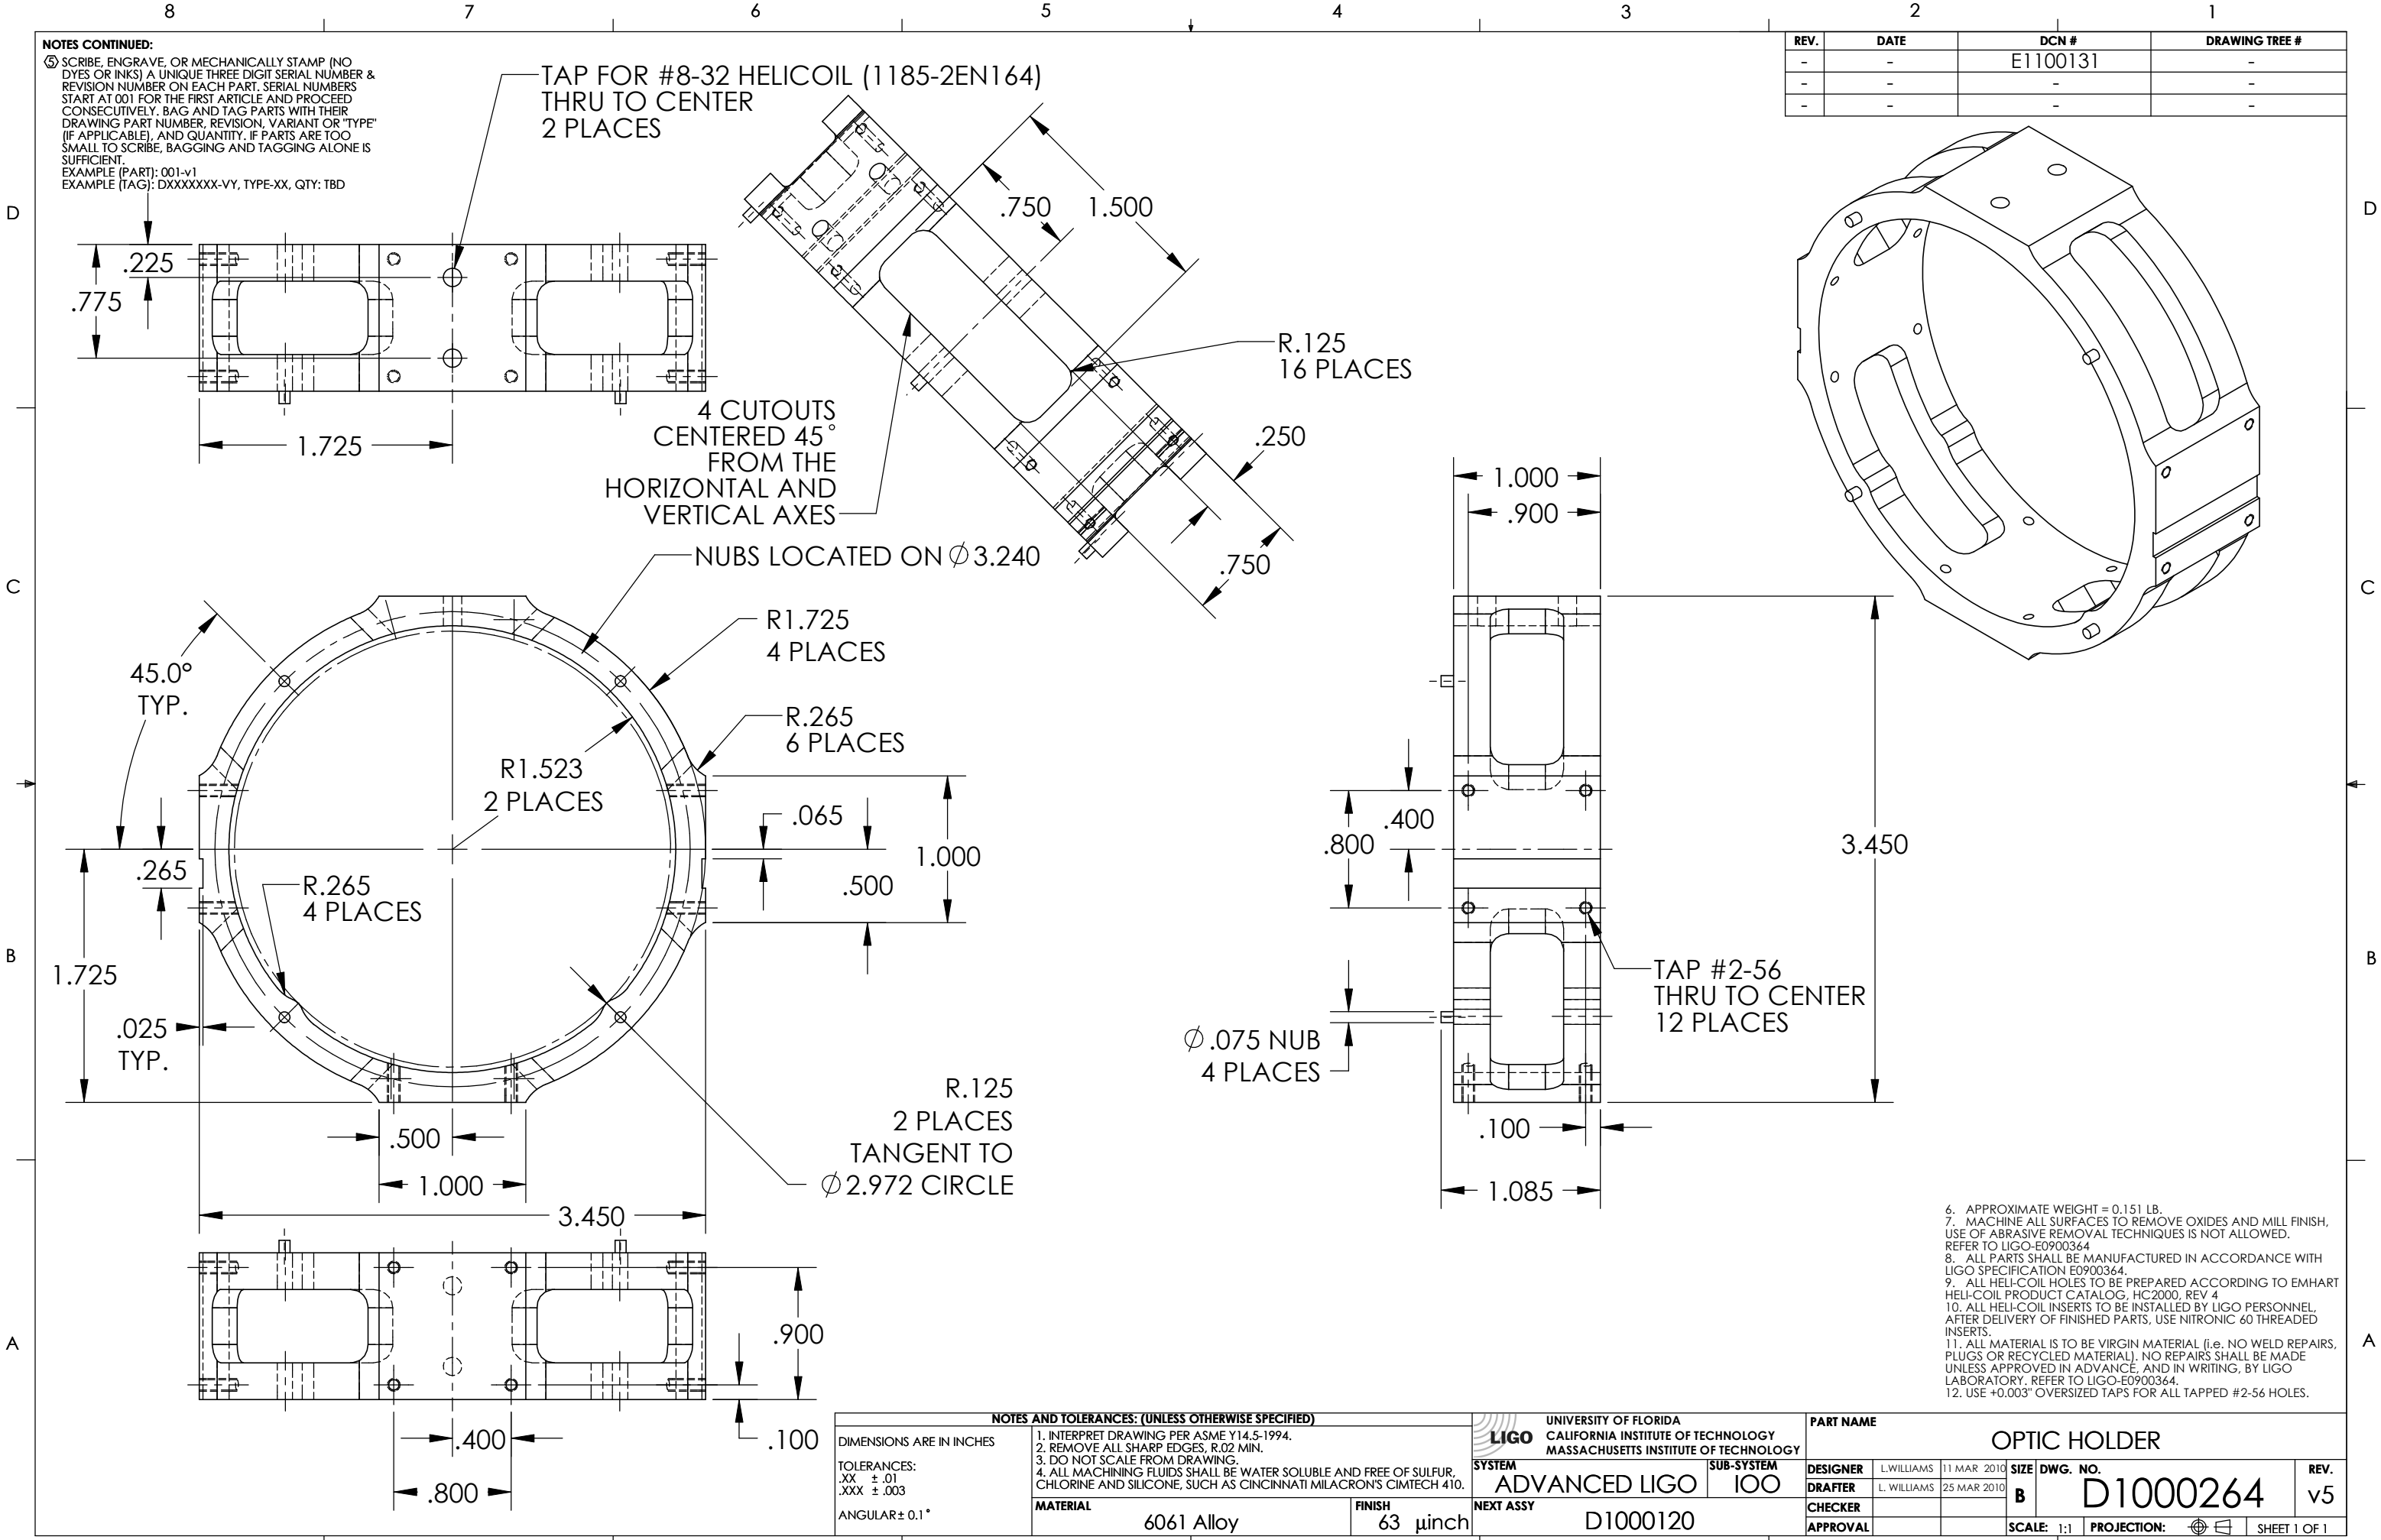 8 7 6 5 4 3 2 1
NOTES CONTINUED:
5 SCRIBE, ENGRAVE, OR MECHANICALLY STAMP (NO
DYES OR INKS) A UNIQUE THREE DIGIT SERIAL NUMBER &
REVISION NUMBER ON EACH PART. SERIAL NUMBERS
START AT 001 FOR THE FIRST ARTICLE AND PROCEED
CONSECUTIVELY. BAG AND TAG PARTS WITH THEIR
DRAWING PART NUMBER, REVISION, VARIANT OR "TYPE"
(IF APPLICABLE), AND QUANTITY. IF PARTS ARE TOO
SMALL TO SCRIBE, BAGGING AND TAGGING ALONE IS
SUFFICIENT.
EXAMPLE (PART): 001-v1
EXAMPLE (TAG): DXXXXXXX-VY, TYPE-XX, QTY: TBD
TAP FOR #8-32 HELICOIL (1185-2EN164)
THRU TO CENTER
2 PLACES
REV. DATE DCN # DRAWING TREE #
- - E1100131 -
- - - -
- - - -
D D
.225
.775
1.725
.750 1.500
R.125
16 PLACES
4 CUTOUTS
CENTERED 45°
FROM THE
HORIZONTAL AND
VERTICAL AXES
.250
.750
C C
NUBS LOCATED ON Ø3.240
R1.725
4 PLACES
45.0°
TYP.
R.265
6 PLACES
R1.523
2 PLACES
.065
1.000
.500
.265
R.265
4 PLACES
1.725
.025
TYP.
R.125
2 PLACES
TANGENT TO
Ø2.972 CIRCLE
.500
1.000
3.450
1.000
.900
.400
.800
3.450
B B
TAP #2-56
THRU TO CENTER
12 PLACES
Ø.075 NUB
4 PLACES
.100
1.085
A A
.900
.100
.400
.800
6. APPROXIMATE WEIGHT = 0.151 LB.
7. MACHINE ALL SURFACES TO REMOVE OXIDES AND MILL FINISH,
USE OF ABRASIVE REMOVAL TECHNIQUES IS NOT ALLOWED.
REFER TO LIGO-E0900364
8. ALL PARTS SHALL BE MANUFACTURED IN ACCORDANCE WITH
LIGO SPECIFICATION E0900364.
9. ALL HELI-COIL HOLES TO BE PREPARED ACCORDING TO EMHART
HELI-COIL PRODUCT CATALOG, HC2000, REV 4
10. ALL HELI-COIL INSERTS TO BE INSTALLED BY LIGO PERSONNEL,
AFTER DELIVERY OF FINISHED PARTS, USE NITRONIC 60 THREADED
INSERTS.
11. ALL MATERIAL IS TO BE VIRGIN MATERIAL (i.e. NO WELD REPAIRS,
PLUGS OR RECYCLED MATERIAL). NO REPAIRS SHALL BE MADE
UNLESS APPROVED IN ADVANCE, AND IN WRITING, BY LIGO
LABORATORY. REFER TO LIGO-E0900364.
12. USE +0.003" OVERSIZED TAPS FOR ALL TAPPED #2-56 HOLES.
NOTES AND TOLERANCES: (UNLESS OTHERWISE SPECIFIED)
DIMENSIONS ARE IN INCHES
TOLERANCES:
.XX ± .01
.XXX ± .003
ANGULAR± 0.1°
1. INTERPRET DRAWING PER ASME Y14.5-1994.
2. REMOVE ALL SHARP EDGES, R.02 MIN.
3. DO NOT SCALE FROM DRAWING.
4. ALL MACHINING FLUIDS SHALL BE WATER SOLUBLE AND FREE OF SULFUR,
CHLORINE AND SILICONE, SUCH AS CINCINNATI MILACRON'S CIMTECH 410.
MATERIAL
6061 Alloy
FINISH
63 μinch
LIGO
UNIVERSITY OF FLORIDA
CALIFORNIA INSTITUTE OF TECHNOLOGY
MASSACHUSETTS INSTITUTE OF TECHNOLOGY
SYSTEM
ADVANCED LIGO
SUB-SYSTEM
IOO
NEXT ASSY
D1000120
PART NAME
OPTIC HOLDER
DESIGNER L.WILLIAMS 11 MAR 2010
DRAFTER L. WILLIAMS 25 MAR 2010
CHECKER
APPROVAL
SIZE
B
DWG. NO.
D1000264
REV.
v5
SCALE: 1:1 PROJECTION: SHEET 1 OF 1